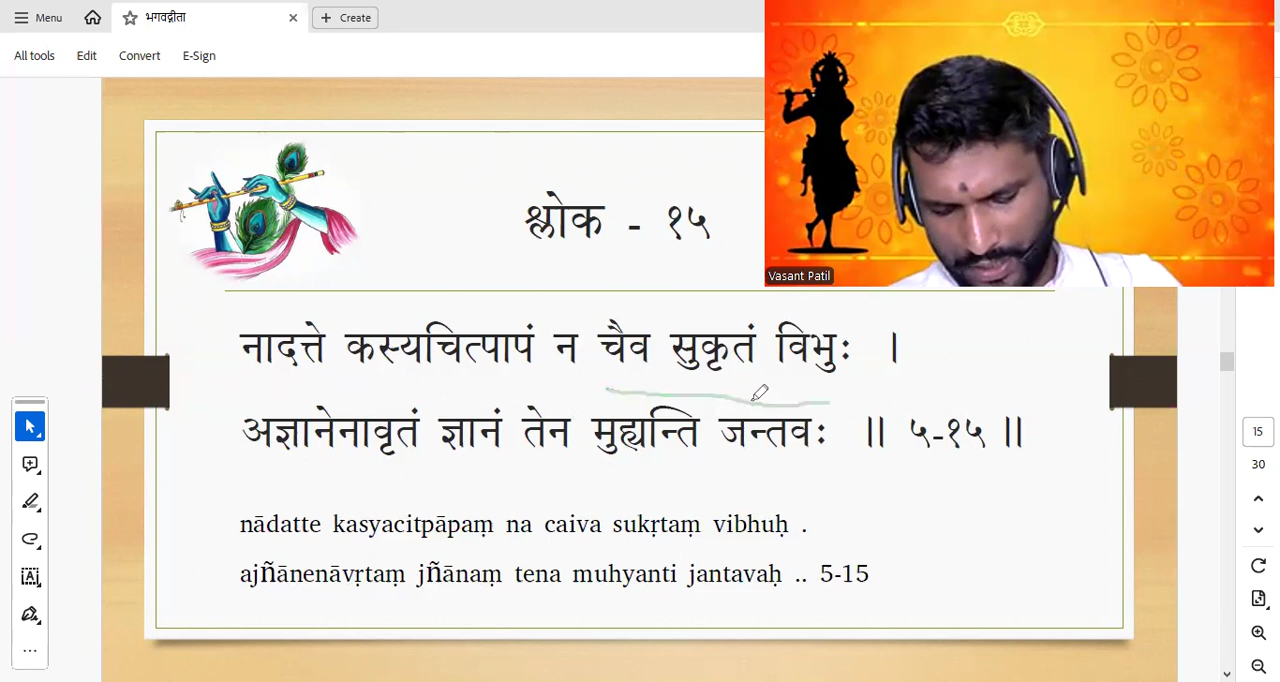 Menu भगवद्गीता Create
All tools Edit Convert E-Sign
Vasant Patil
श्लोक - १५
नादत्ते कस्यचित्पापं न चैव सुकृतं विभुः ।
अज्ञानेनावृतं ज्ञानं तेन मुह्यन्ति जन्तवः ॥ ५-१५ ॥
nādatte kasyacitpāpaṃ na caiva sukṛtaṃ vibhuḥ .
ajñānenāvṛtaṃ jñānaṃ tena muhyanti jantavaḥ .. 5-15
15
30